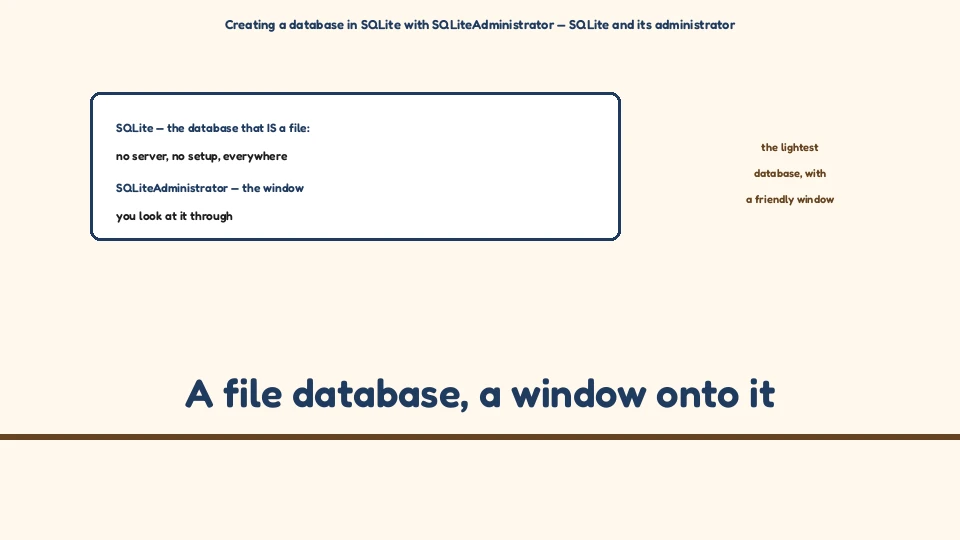 Creating a database in SQLite with SQLiteAdministrator — SQLite and its administrator
SQLite — the database that IS a file:
no server, no setup, everywhere
SQLiteAdministrator — the window
you look at it through
the lightest
database, with
a friendly window
A file database, a window onto it